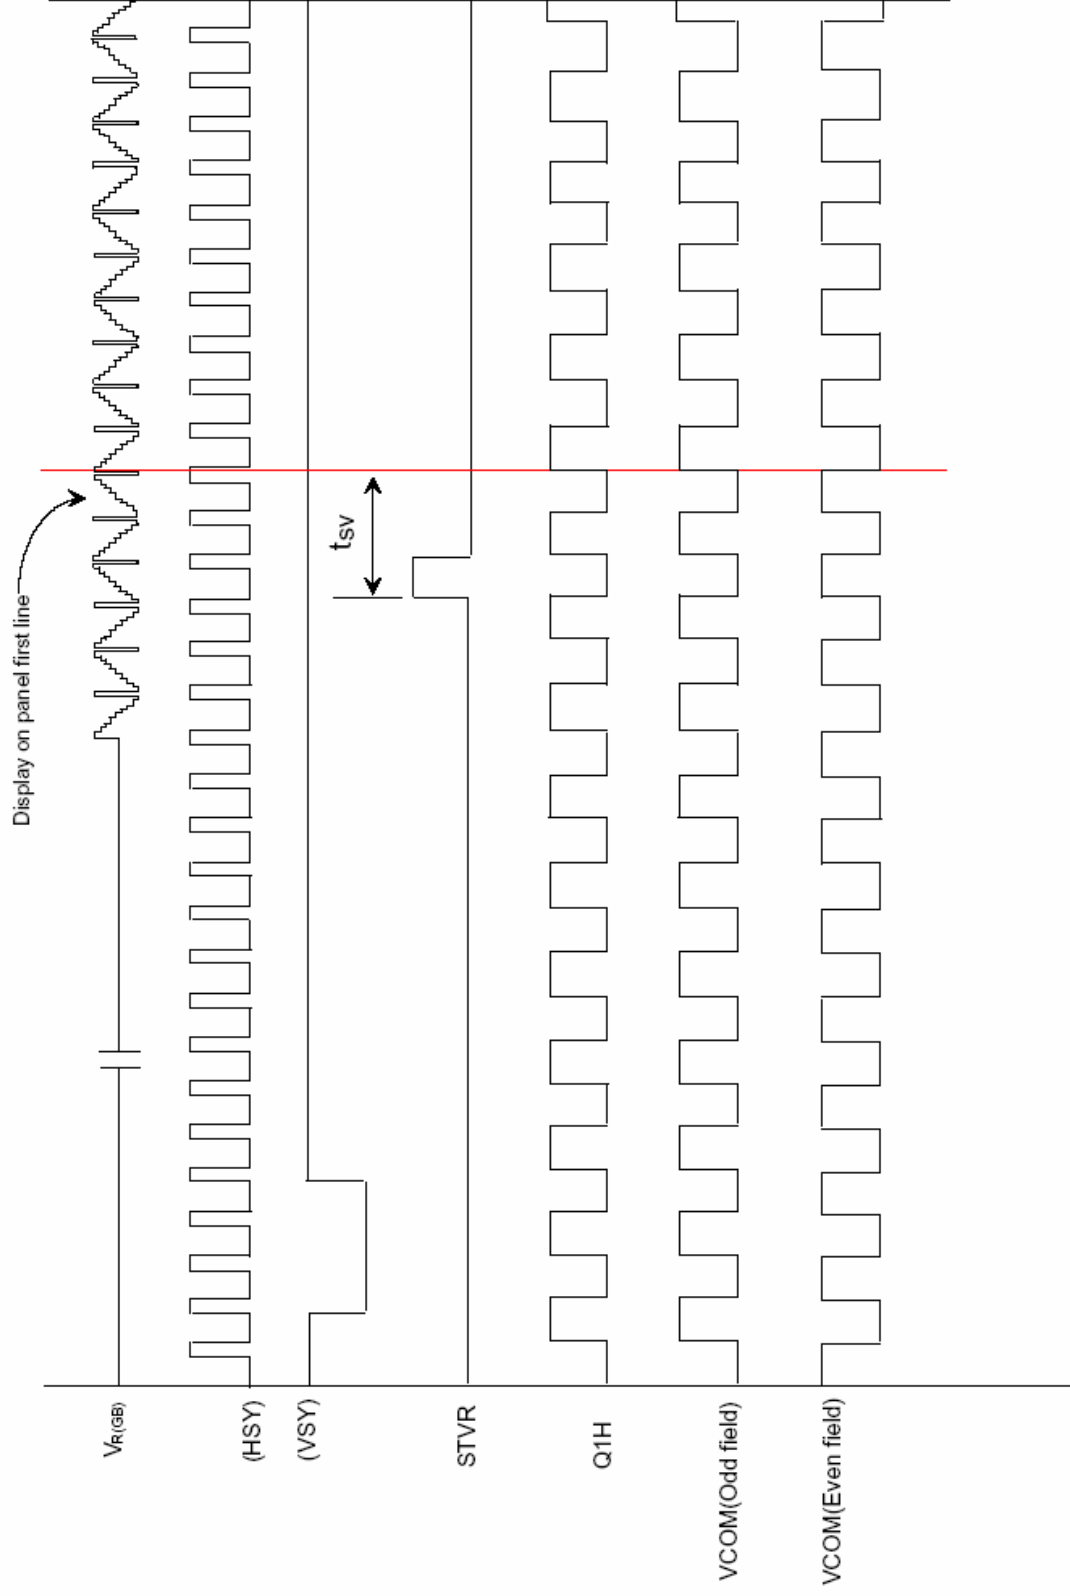 Display on panel first line
tSV
VR(GB)
(HSY)
(VSY)
STVR
Q1H
VCOM(Odd field)
VCOM(Even field)